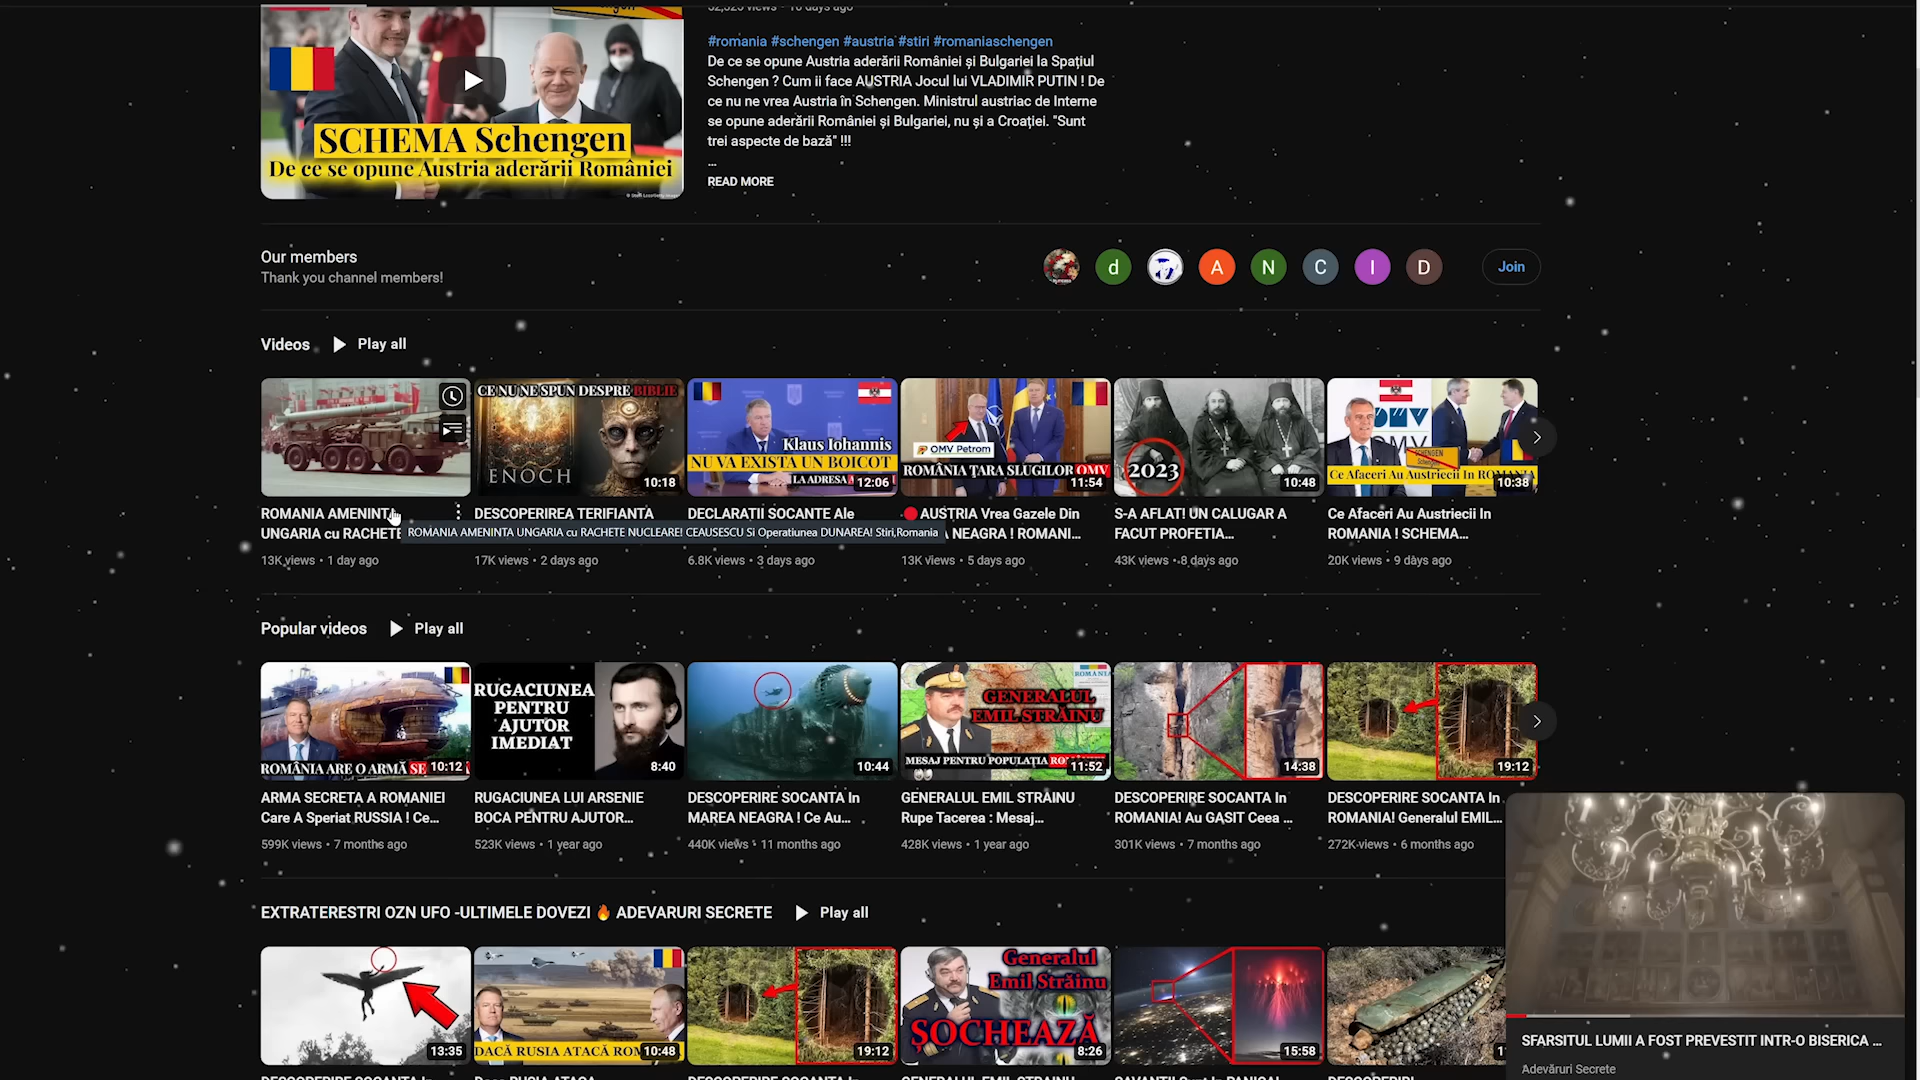 #romania #schengen #austria #stiri #romaniaschengen
De ce se opune Austria aderării României și Bulgariei la Spațiul
Schengen ? Cum ii face AUSTRIA Jocul lui VLADIMIR PUTIN ! De
ce nu ne vrea Austria în Schengen. Ministrul austriac de Interne
se opune aderării României și Bulgariei, nu și a Croației. "Sunt
trei aspecte de bază" !!!
...
READ MORE
SCHEMA Schengen
De ce se opune Austria aderării României
Our members
Thank you channel members!
d
A
N
C
I
D
Join
Videos
Play all
CE NU NE SPUN DESPRE BIBLIE
ENOCH
10:18
Klaus Iohannis
NU VA EXISTA UN BOICOT
LA ADRESA
12:06
OMV Petrom
ROMÂNIA ȚARA SLUGILOR OMV
11:54
2023
10:48
OMV
SCHENGEN
Ce Afaceri Au Austriecii In ROMANIA
10:38
ROMANIA AMENINTA
UNGARIA cu RACHETE
13K views • 1 day ago
DESCOPERIREA TERIFIANTA
17K views • 2 days ago
DECLARATII SOCANTE Ale
6.8K views • 3 days ago
AUSTRIA Vrea Gazele Din
A NEAGRA ! ROMANI...
13K views • 5 days ago
S-A AFLAT! UN CALUGAR A
FACUT PROFETIA...
43K views • 8 days ago
Ce Afaceri Au Austriecii In
ROMANIA ! SCHEMA...
20K views • 9 days ago
ROMANIA AMENINTA UNGARIA cu RACHETE NUCLEARE! CEAUSESCU Si Operatiunea DUNAREA! Stiri,Romania
Popular videos
Play all
ROMÂNIA ARE O ARMĂ SE
10:12
RUGACIUNEA
PENTRU
AJUTOR
IMEDIAT
8:40
10:44
ROMANIA
GENERALUL
EMIL STRĂINU
MESAJ PENTRU POPULAȚIA
11:52
14:38
19:12
ARMA SECRETA A ROMANIEI
Care A Speriat RUSSIA ! Ce...
599K views • 7 months ago
RUGACIUNEA LUI ARSENIE
BOCA PENTRU AJUTOR...
523K views • 1 year ago
DESCOPERIRE SOCANTA In
MAREA NEAGRA ! Ce Au...
440K views • 11 months ago
GENERALUL EMIL STRAINU
Rupe Tacerea : Mesaj...
428K views • 1 year ago
DESCOPERIRE SOCANTA In
ROMANIA! Au GASIT Ceea ...
301K views • 7 months ago
DESCOPERIRE SOCANTA In
ROMANIA! Generalul EMIL...
272K views • 6 months ago
EXTRATERESTRI OZN UFO -ULTIMELE DOVEZI 🔥 ADEVARURI SECRETE
Play all
13:35
DACĂ RUSIA ATACĂ ROM
10:48
19:12
Generalul
Emil Străinu
ȘOCHEAZĂ
8:26
15:58
SFARSITUL LUMII A FOST PREVESTIT INTR-O BISERICA ...
Adevăruri Secrete